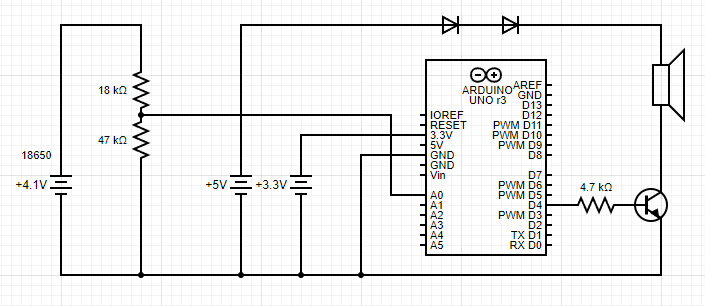 18 kΩ
47 kΩ
18650
+4.1V
+5V
+3.3V
ARDUINO
UNO r3
IOREF
RESET
3.3V
5V
GND
GND
Vin
A0
A1
A2
A3
A4
A5
AREF
GND
D13
D12
PWM D11
PWM D10
PWM D9
D8
D7
PWM D6
PWM D5
D4
PWM D3
D2
TX D1
RX D0
4.7 kΩ